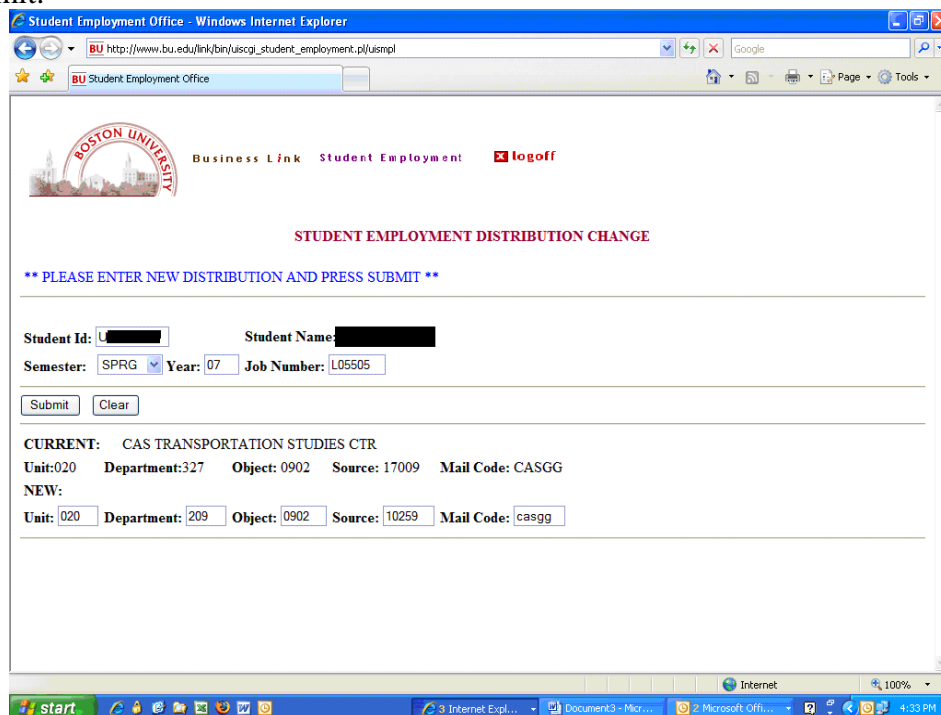 Student Employment Office - Windows Internet Explorer
BU http://www.bu.edu/link/bin/uiscgi_student_employment.pl/uismpl Google
BU Student Employment Office Page Tools
BOSTON UNIVERSITY
Business Link Student Employment X logoff
STUDENT EMPLOYMENT DISTRIBUTION CHANGE
** PLEASE ENTER NEW DISTRIBUTION AND PRESS SUBMIT **
Student Id: U Student Name:
Semester: SPRG Year: 07 Job Number: L05505
Submit Clear
CURRENT: CAS TRANSPORTATION STUDIES CTR
Unit:020 Department:327 Object: 0902 Source: 17009 Mail Code: CASGG
NEW:
Unit: 020 Department: 209 Object: 0902 Source: 10259 Mail Code: casgg
Internet 100%
start 3 Internet Expl... Document3 - Micr... 2 Microsoft Offi... 4:33 PM